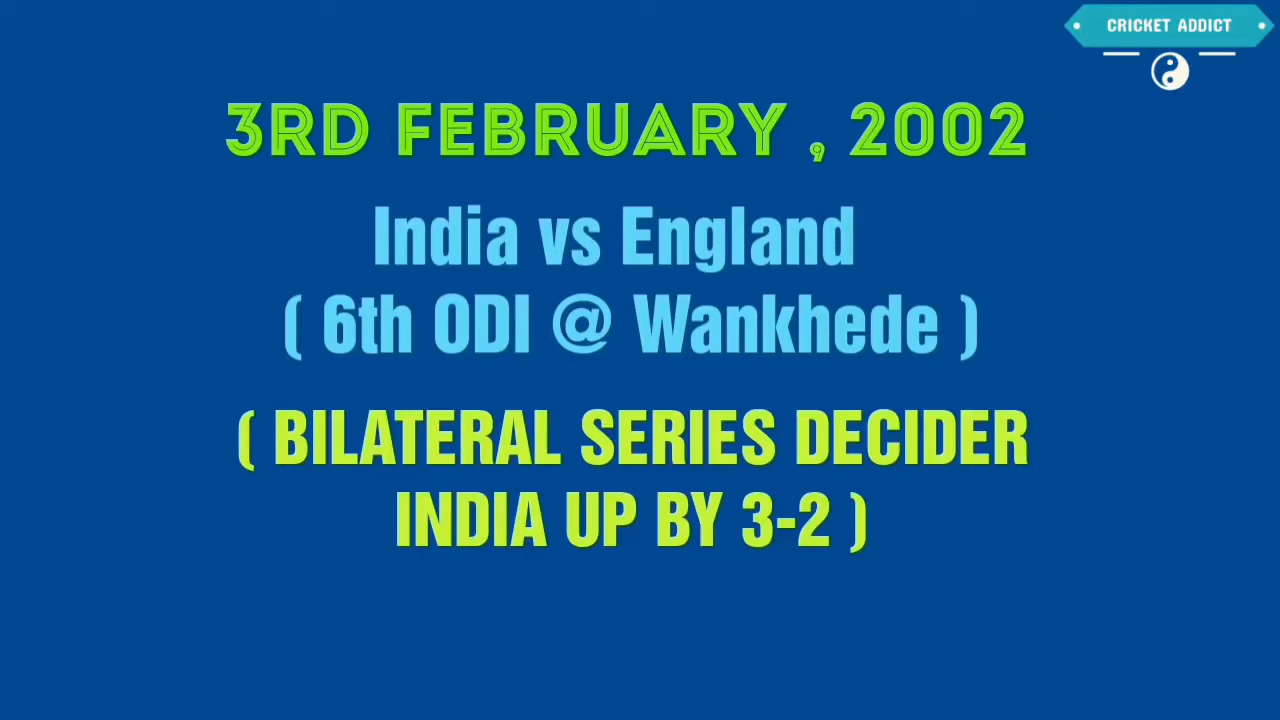 CRICKET ADDICT
3RD FEBRUARY , 2002
India vs England
( 6th ODI @ Wankhede )
( BILATERAL SERIES DECIDER
INDIA UP BY 3-2 )